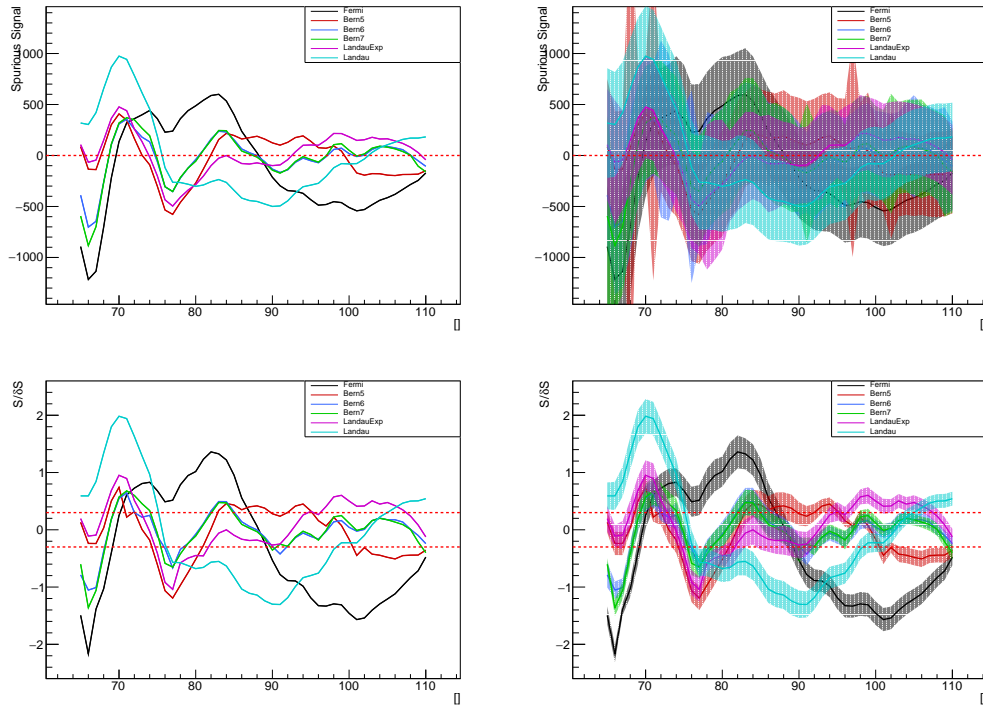 Spurious Signal
Fermi
Bern5
Bern6
Bern7
LandauExp
Landau
1000
500
0
−500
−1000
70 80 90 100 110
[]
Spurious Signal
Fermi
Bern5
Bern6
Bern7
LandauExp
Landau
1000
500
0
−500
−1000
70 80 90 100 110
[]
S/δS
Fermi
Bern5
Bern6
Bern7
LandauExp
Landau
2
1
0
−1
−2
70 80 90 100 110
[]
S/δS
Fermi
Bern5
Bern6
Bern7
LandauExp
Landau
2
1
0
−1
−2
70 80 90 100 110
[]